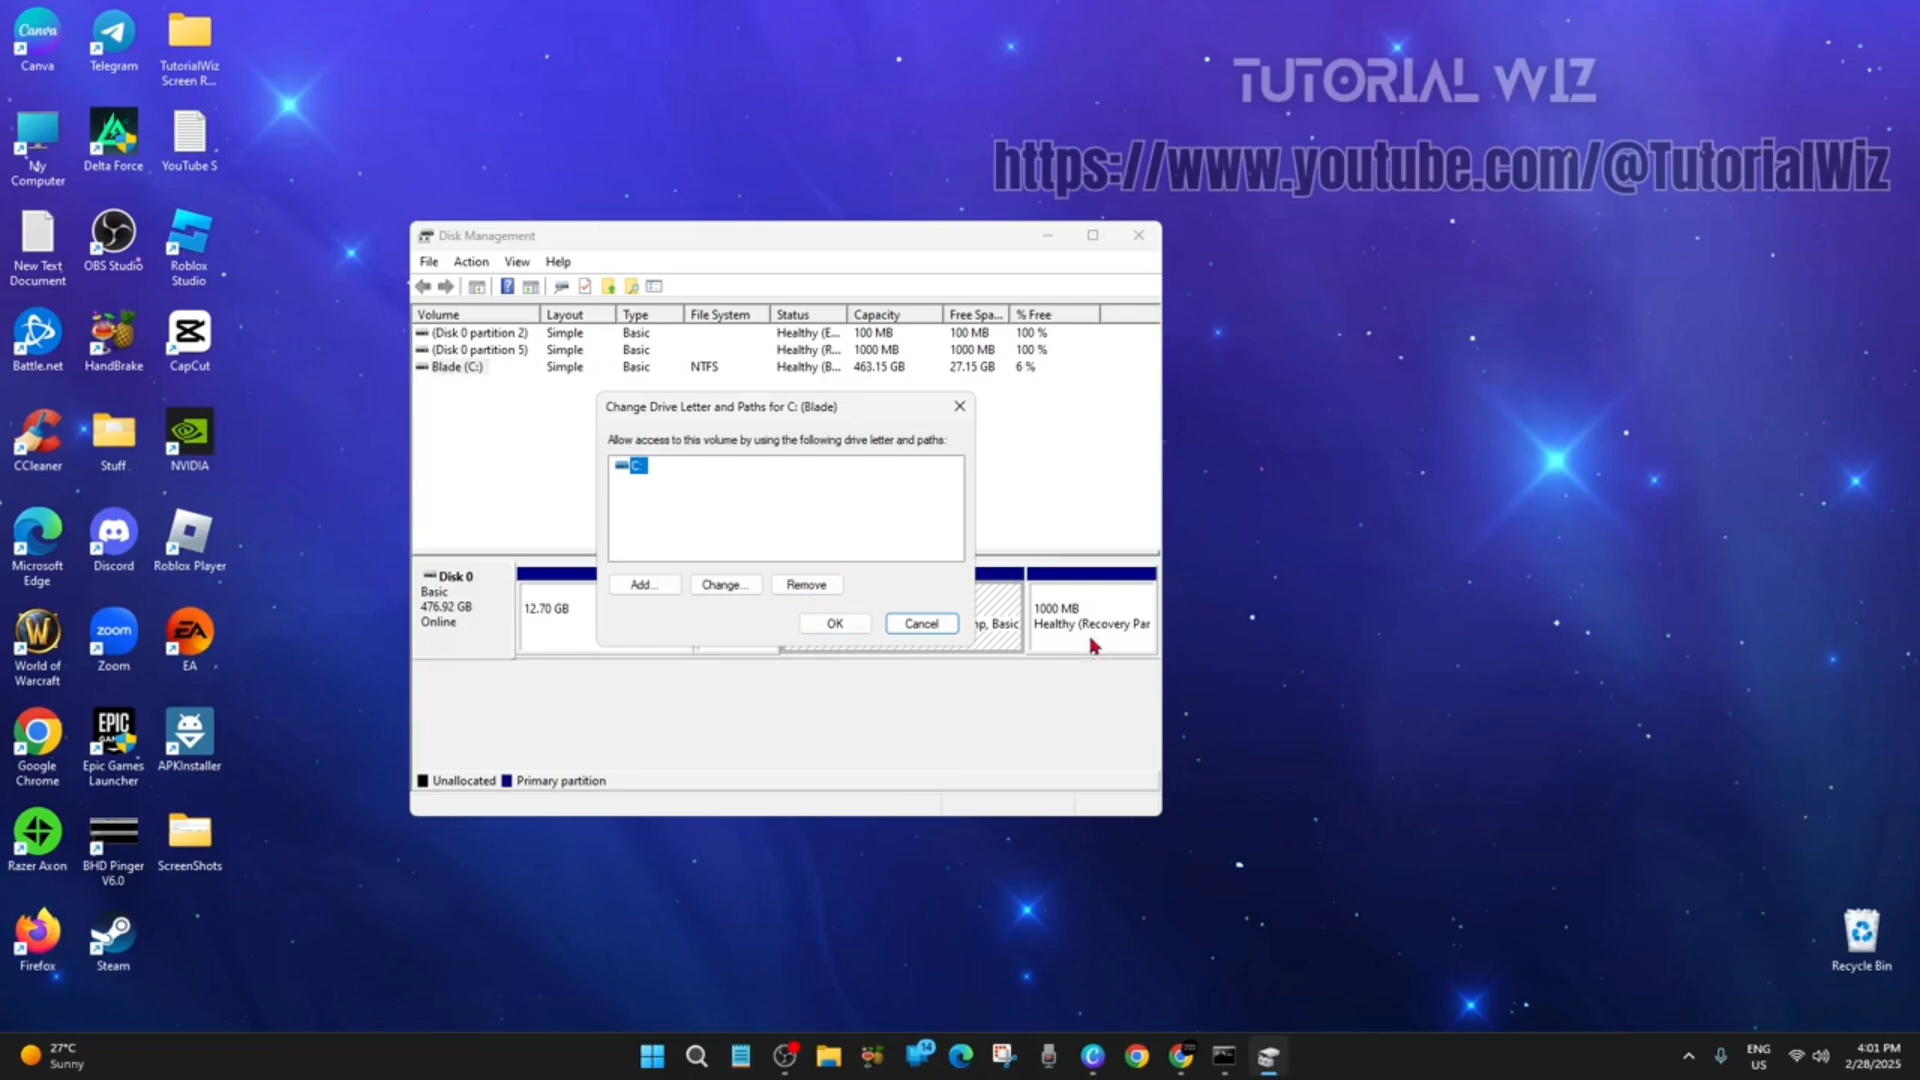 Canva
Telegram
TutorialWiz
Screen R...
TUTORIAL WIZ
https://www.youtube.com/@TutorialWiz
My
Computer
Delta Force
YouTube S
New Text
Document
OBS Studio
Roblox
Studio
Battle.net
HandBrake
CapCut
CCleaner
Stuff
NVIDIA
Microsoft
Edge
Discord
Roblox Player
World of
Warcraft
zoom
Zoom
EA
EA
Google
Chrome
EPIC
Epic Games
Launcher
APKInstaller
Razer Axon
BHD Pinger
V6.0
ScreenShots
Firefox
Steam
Disk Management
File Action View Help
Volume Layout Type File System Status Capacity Free Spa... % Free
(Disk 0 partition 2) Simple Basic Healthy (E... 100 MB 100 MB 100 %
(Disk 0 partition 5) Simple Basic Healthy (R... 1000 MB 1000 MB 100 %
Blade (C:) Simple Basic NTFS Healthy (B... 463.15 GB 27.15 GB 6 %
Change Drive Letter and Paths for C: (Blade)
Allow access to this volume by using the following drive letter and paths:
C:
Add... Change... Remove
OK Cancel
Disk 0
Basic
476.92 GB
Online
12.70 GB
np, Basic
1000 MB
Healthy (Recovery Par
Unallocated Primary partition
Recycle Bin
27°C
Sunny
14
ENG
US
4:01 PM
2/28/2025